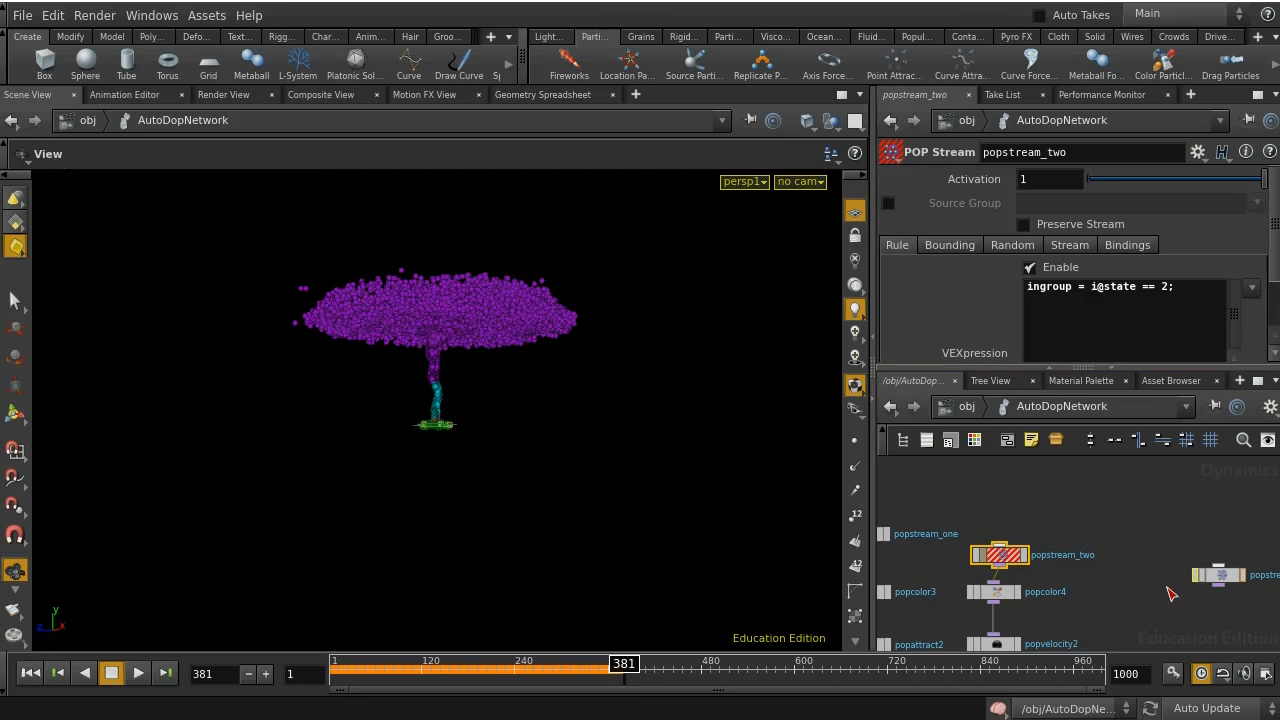 File Edit Render Windows Assets Help Auto Takes Main
Create Modify Model Poly... Defo... Text... Rigg... Char... Anim... Hair Groo... Light... Parti... Grains Rigid... Parti... Visco... Ocean... Fluid... Popul... Conta... Pyro FX Cloth Solid Wires Crowds Drive...
Box Sphere Tube Torus Grid Metaball L-System Platonic Sol... Curve Draw Curve Sp Fireworks Location Pa... Source Parti... Replicate P... Axis Force... Point Attrac... Curve Attra... Curve Force... Metaball Fo... Color Particl... Drag Particles
Scene View Animation Editor Render View Composite View Motion FX View Geometry Spreadsheet popstream_two Take List Performance Monitor
obj AutoDopNetwork obj AutoDopNetwork
View POP Stream popstream_two
persp1 no cam Activation 1
Source Group
Preserve Stream
Rule Bounding Random Stream Bindings
Enable
ingroup = i@state == 2;
VEXpression
/obj/AutoDop... Tree View Material Palette Asset Browser
obj AutoDopNetwork
Dynamics
popstream_one
popstream_two
popstre
popcolor3 popcolor4
popattract2 popvelocity2
Education Edition
y
z x
12
12
Education Edition
381 1 1 120 240 381 480 600 720 840 960 1000
/obj/AutoDopNe... Auto Update